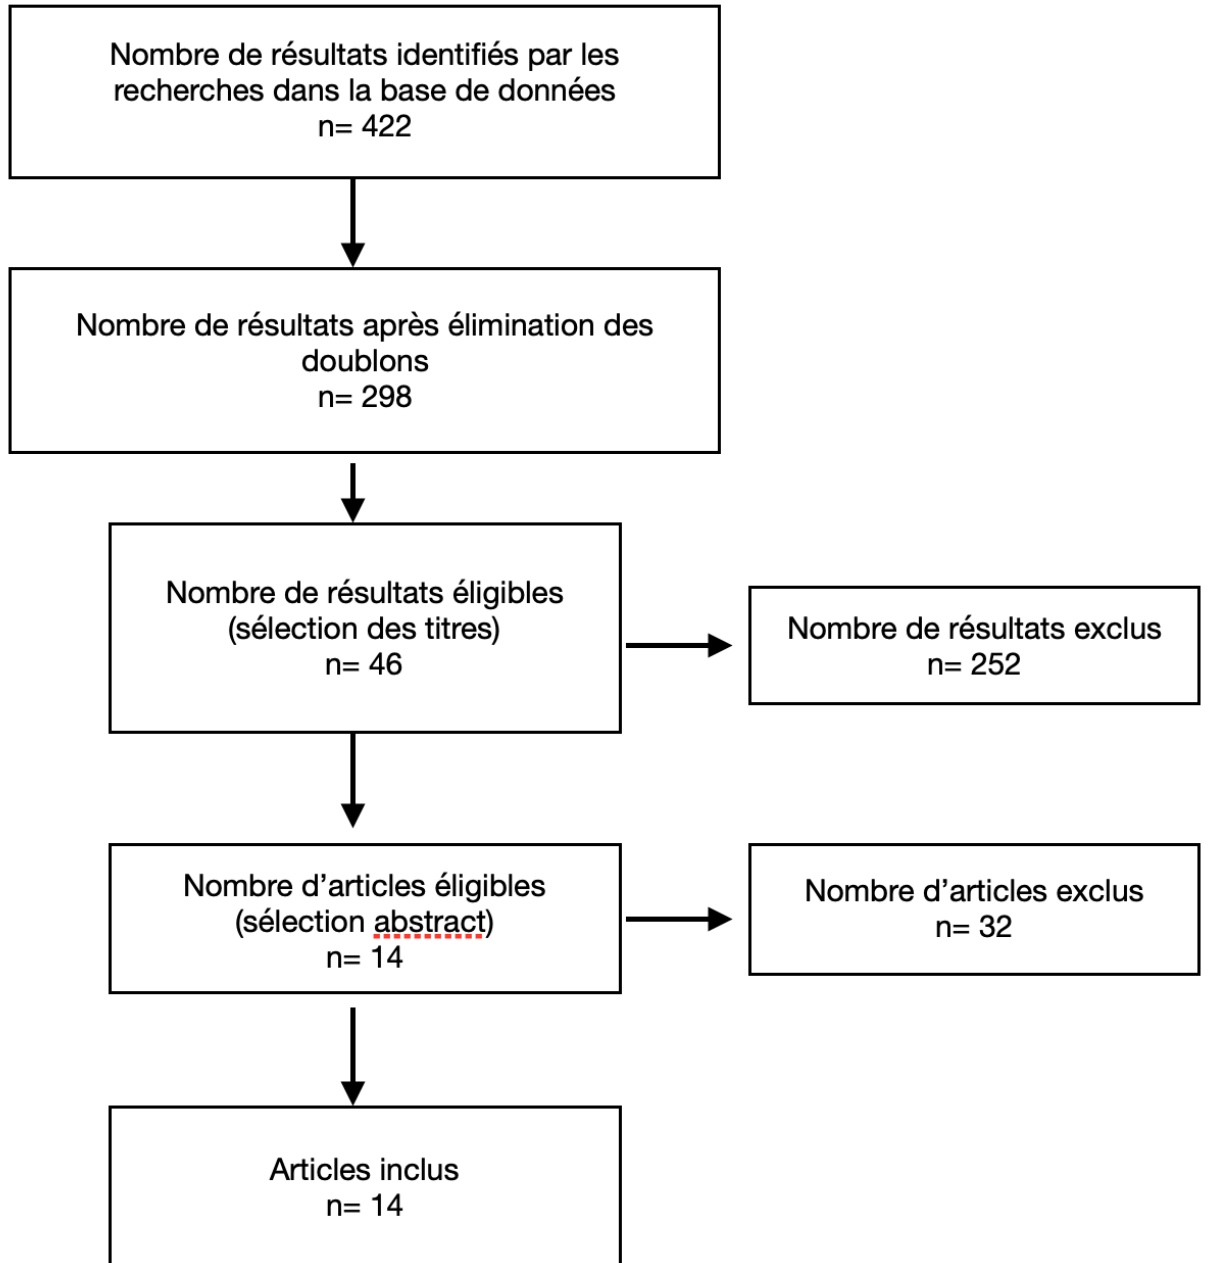 Nombre de résultats identifiés par les
recherches dans la base de données
n= 422
Nombre de résultats après élimination des
doublons
n= 298
Nombre de résultats éligibles
(sélection des titres)
n= 46
Nombre de résultats exclus
n= 252
Nombre d’articles éligibles
(sélection abstract)
n= 14
Nombre d’articles exclus
n= 32
Articles inclus
n= 14